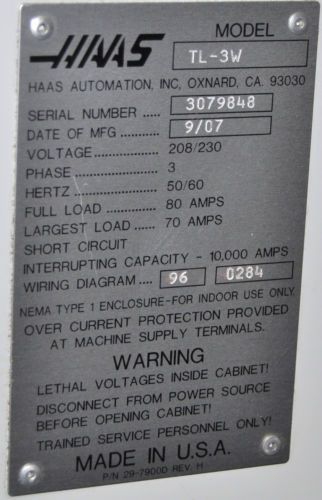 HAAS
MODEL
TL-3W
HAAS AUTOMATION, INC, OXNARD, CA. 93030
SERIAL NUMBER 3079848
DATE OF MFG 9/07
VOLTAGE 208/230
PHASE 3
HERTZ 50/60
FULL LOAD 80 AMPS
LARGEST LOAD 70 AMPS
SHORT CIRCUIT
INTERRUPTING CAPACITY - 10,000 AMPS
WIRING DIAGRAM 96 0284
NEMA TYPE 1 ENCLOSURE-FOR INDOOR USE ONLY.
OVER CURRENT PROTECTION PROVIDED
AT MACHINE SUPPLY TERMINALS.
WARNING
LETHAL VOLTAGES INSIDE CABINET!
DISCONNECT FROM POWER SOURCE
BEFORE OPENING CABINET!
TRAINED SERVICE PERSONNEL ONLY!
MADE IN U.S.A.
P/N 29-7900D REV. H